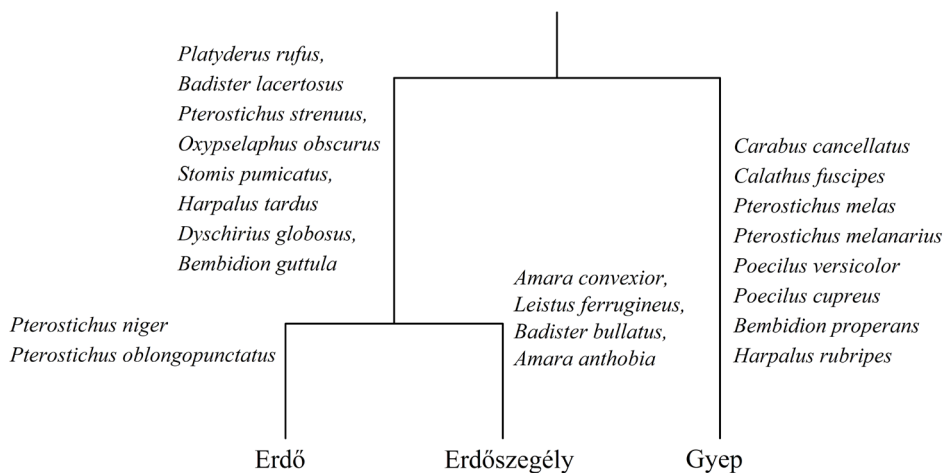 Platyderus rufus,
Badister lacertosus
Pterostichus strenuus,
Oxypselaphus obscurus
Stomis pumicatus,
Harpalus tardus
Dyschirius globosus,
Bembidion guttula
Carabus cancellatus
Calathus fuscipes
Pterostichus melas
Pterostichus melanarius
Poecilus versicolor
Poecilus cupreus
Bembidion properans
Harpalus rubripes
Pterostichus niger
Pterostichus oblongopunctatus
Amara convexior,
Leistus ferrugineus,
Badister bullatus,
Amara anthobia
Erdő
Erdőszegély
Gyep